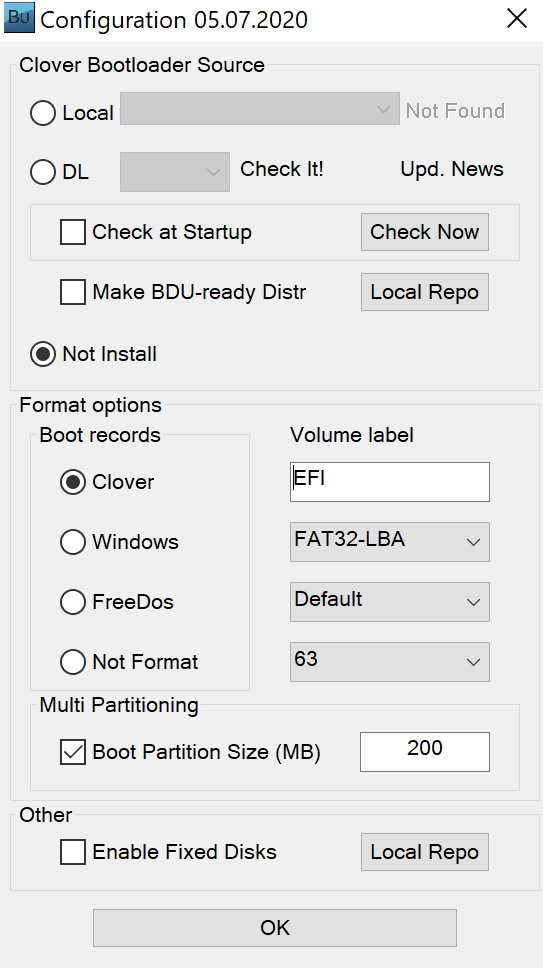 Bu Configuration 05.07.2020
Clover Bootloader Source
Local Not Found
DL Check It! Upd. News
Check at Startup Check Now
Make BDU-ready Distr Local Repo
Not Install
Format options
Boot records Volume label
Clover EFI
Windows FAT32-LBA
FreeDos Default
Not Format 63
Multi Partitioning
Boot Partition Size (MB) 200
Other
Enable Fixed Disks Local Repo
OK